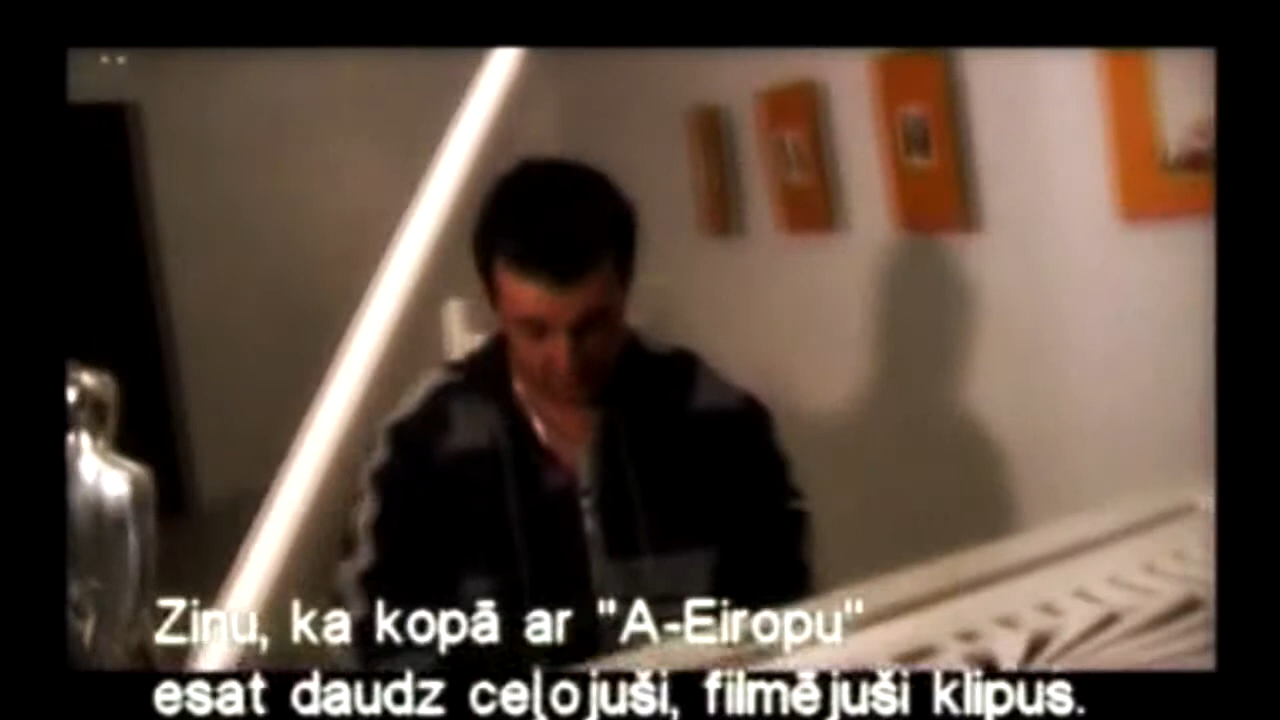 Zinu, ka kopā ar "A-Eiropu"
esat daudz ceļojuši, filmējuši klipus.